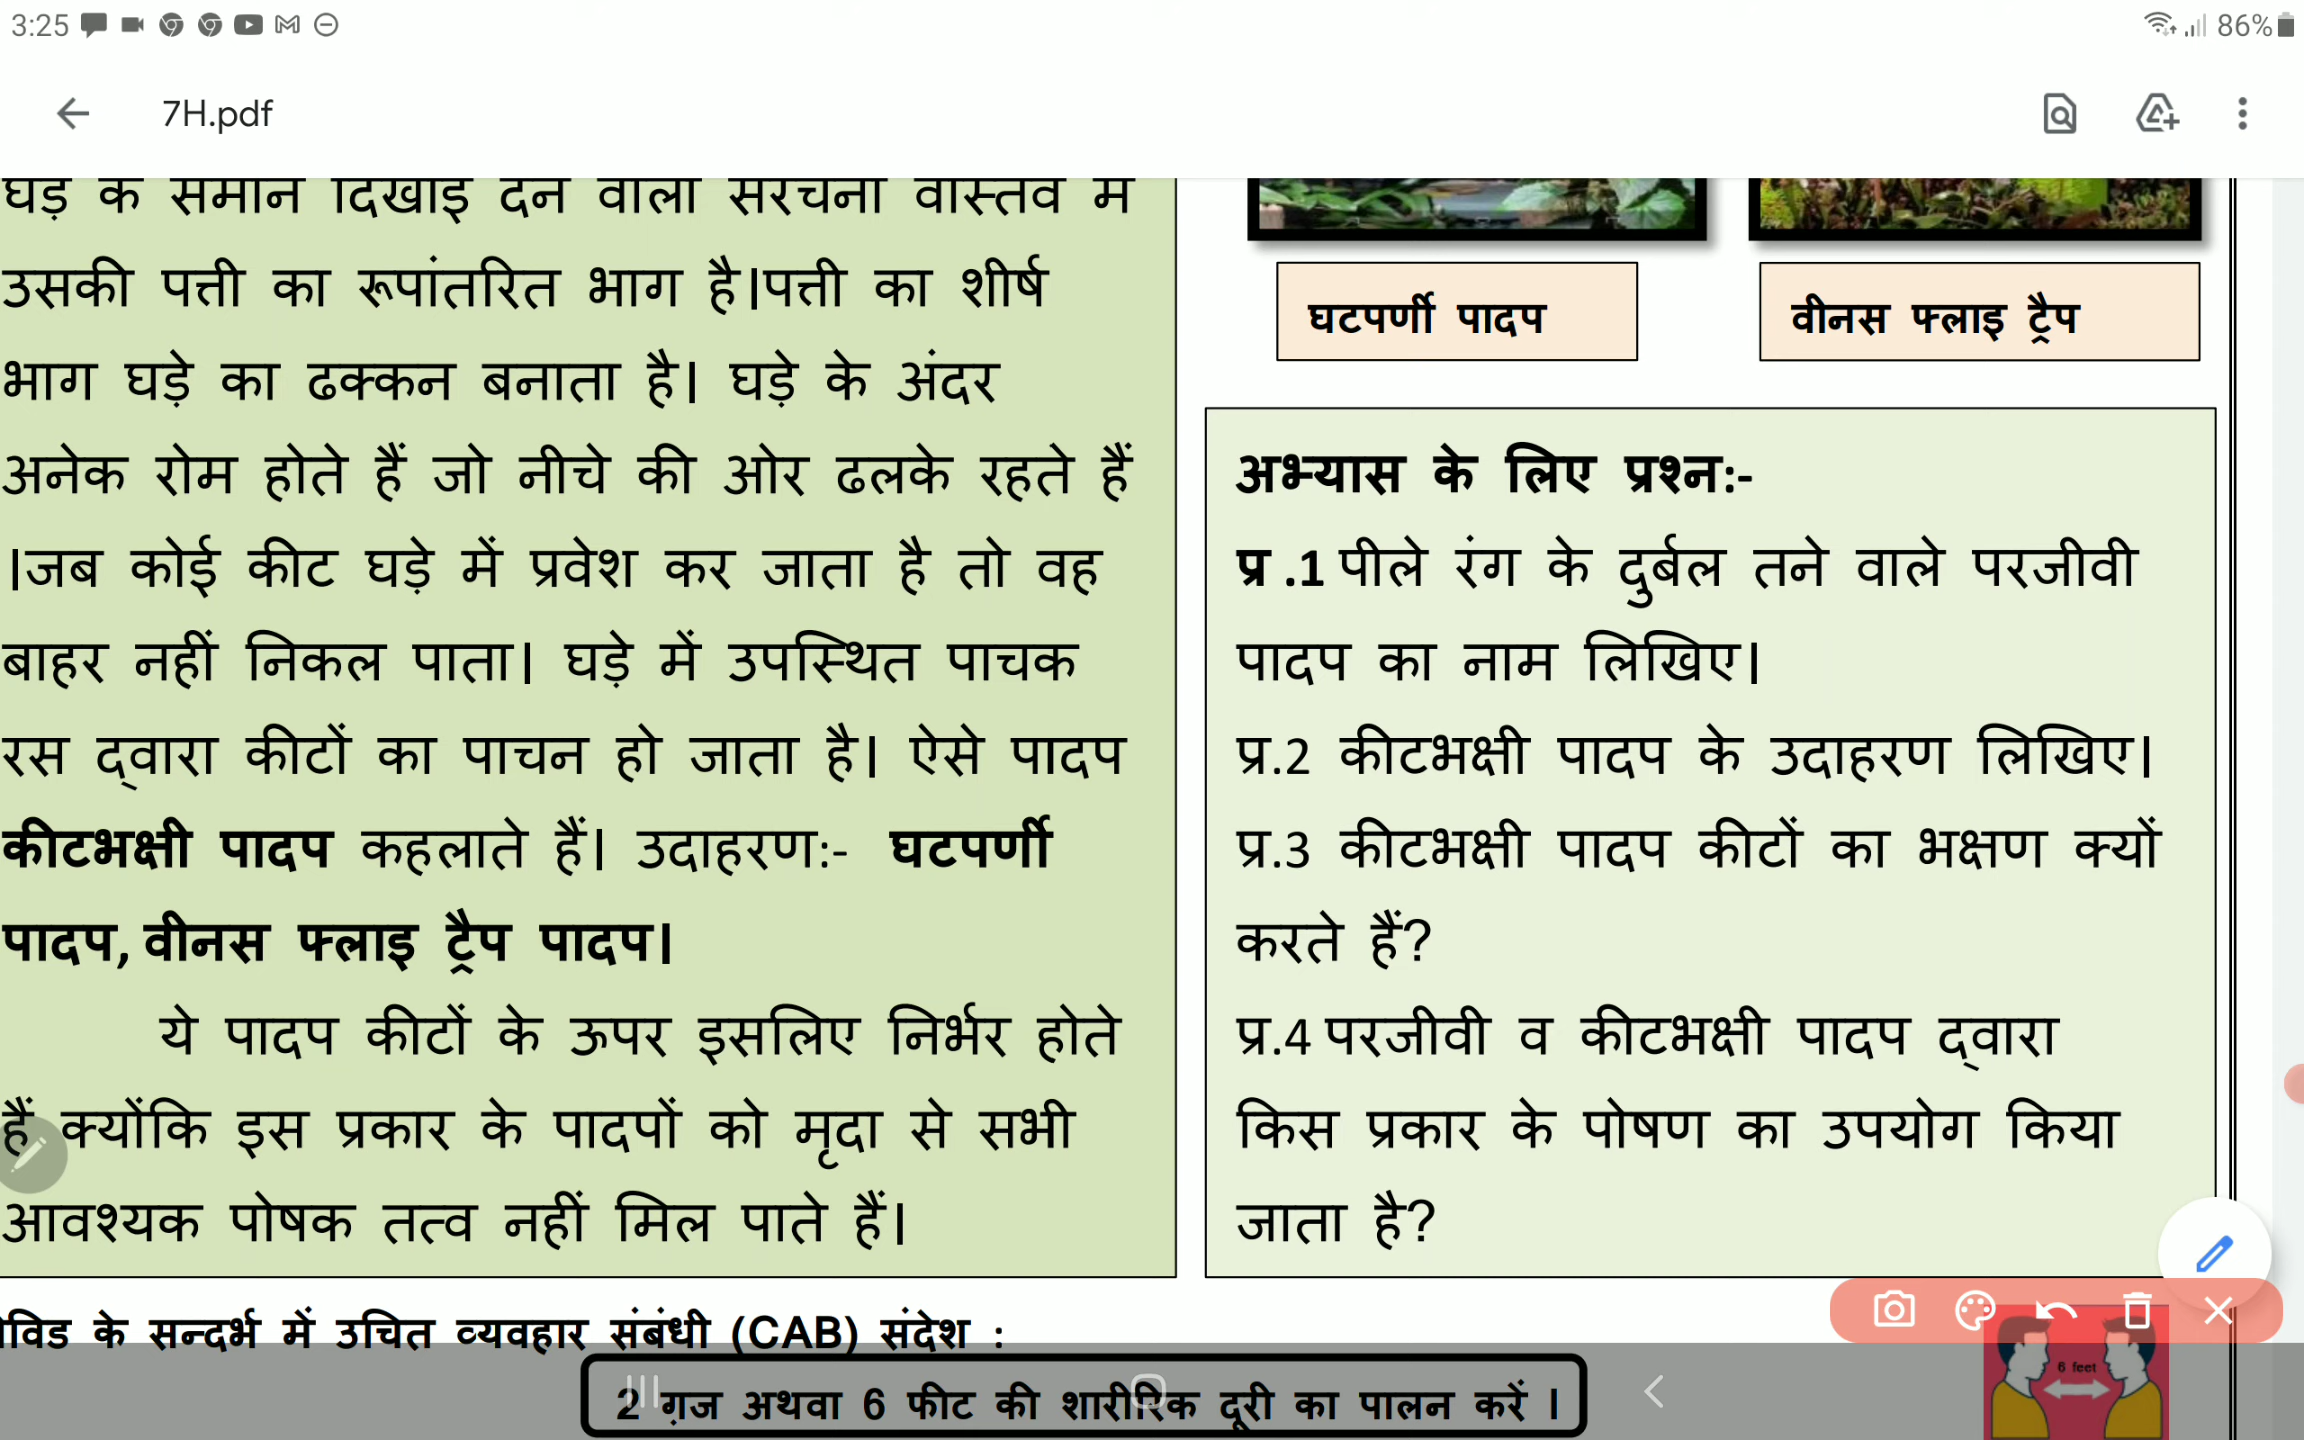 3:25
86%
7H.pdf
घड़े के समान दिखाई देने वाली संरचना वास्तव में
उसकी पत्ती का रूपांतरित भाग है।पत्ती का शीर्ष
भाग घड़े का ढक्कन बनाता है। घड़े के अंदर
अनेक रोम होते हैं जो नीचे की ओर ढलके रहते हैं
।जब कोई कीट घड़े में प्रवेश कर जाता है तो वह
बाहर नहीं निकल पाता। घड़े में उपस्थित पाचक
रस द्वारा कीटों का पाचन हो जाता है। ऐसे पादप
कीटभक्षी पादप कहलाते हैं। उदाहरण:- घटपर्णी
पादप, वीनस फ्लाइ ट्रैप पादप।
ये पादप कीटों के ऊपर इसलिए निर्भर होते
हैं क्योंकि इस प्रकार के पादपों को मृदा से सभी
आवश्यक पोषक तत्व नहीं मिल पाते हैं।
घटपर्णी पादप
वीनस फ्लाइ ट्रैप
अभ्यास के लिए प्रश्न:-
प्र .1 पीले रंग के दुर्बल तने वाले परजीवी
पादप का नाम लिखिए।
प्र.2 कीटभक्षी पादप के उदाहरण लिखिए।
प्र.3 कीटभक्षी पादप कीटों का भक्षण क्यों
करते हैं?
प्र.4 परजीवी व कीटभक्षी पादप द्वारा
किस प्रकार के पोषण का उपयोग किया
जाता है?
विड के सन्दर्भ में उचित व्यवहार संबंधी (CAB) संदेश :
2 ग़ज अथवा 6 फीट की शारीरिक दूरी का पालन करें ।
6 feet